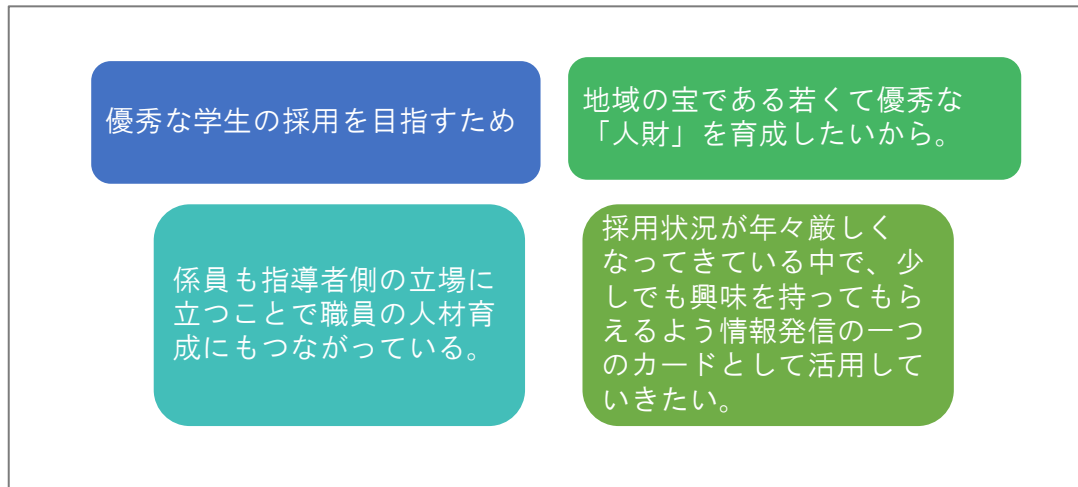 優秀な学生の採用を目指すため
地域の宝である若くて優秀な
「人財」を育成したいから。
係員も指導者側の立場に
立つことで職員の人材育
成にもつながっている。
採用状況が年々厳しく
なってきている中で、少
しでも興味を持ってもら
えるよう情報発信の一つ
のカードとして活用して
いきたい。